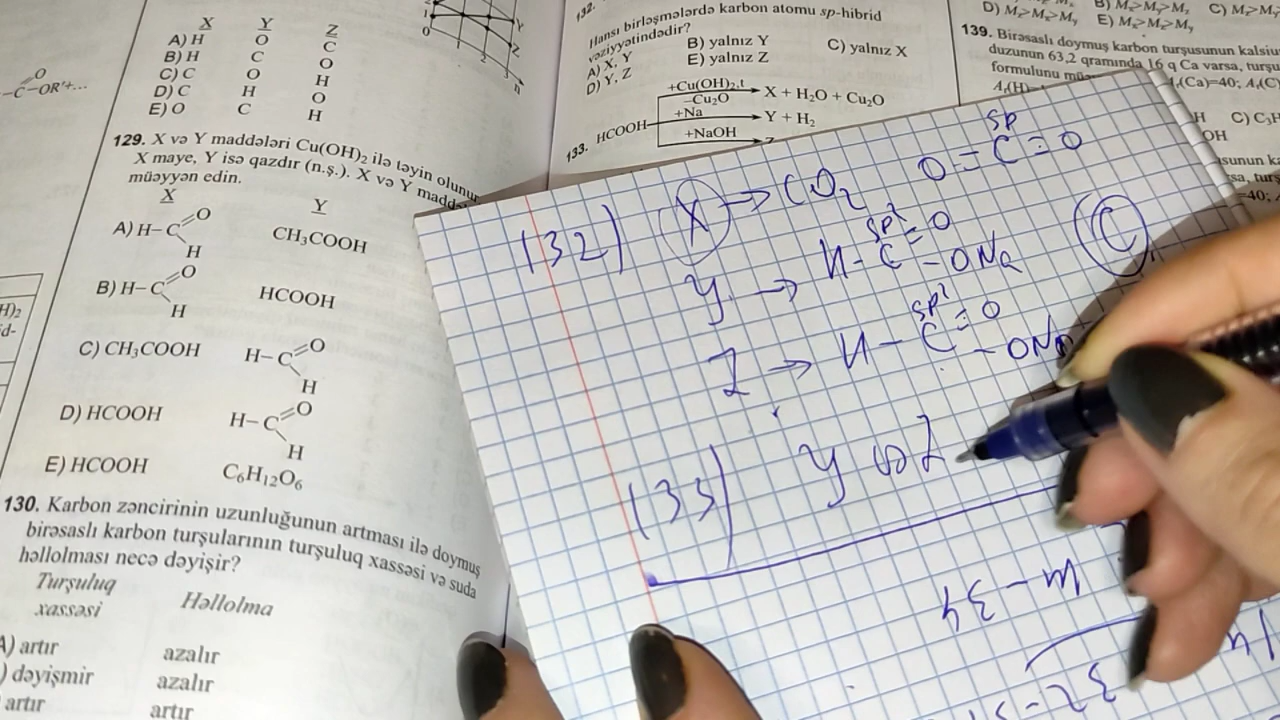 X Y Z
A) H O C
B) H C O
C) C O H
D) C H O
E) O C H
129. X və Y maddələri Cu(OH)₂ ilə təyin olunur
X maye, Y isə qazdır (n.ş.). X və Y
müəyyən edin.
X Y
A) H–C=O H CH₃COOH
B) H–C=O H HCOOH
C) CH₃COOH H–C=O H
D) HCOOH H–C=O H
E) HCOOH C₆H₁₂O₆
130. Karbon zəncirinin uzunluğunun artması ilə doymuş
birəsaslı karbon turşularının turşuluq xassəsi və suda
həllolması necə dəyişir?
Turşuluq
xassəsi Həllolma
A) artır azalır
) dəyişmir azalır
artır artır
132.
Hansı birləşmələrdə karbon atomu sp-hibrid
vəziyyətindədir?
A) X, Y B) yalnız Y C) yalnız X
D) Y, Z E) yalnız Z
133. HCOOH
+Cu(OH)₂,t –Cu₂O X + H₂O + Cu₂O
+Na Y + H₂
+NaOH Z
E) M₂>M₂>Mᵧ
139. Birəsaslı doymuş karbon turşusunun kalsiu
duzunun 63,2 qramında 16 q Ca varsa, turşu
formulunu
132) X → CO₂ O=C=O sp
Y → H–C=O –ONa sp²
Z → H–C=O –ONa sp²
C
133) Y və Z
M – 34